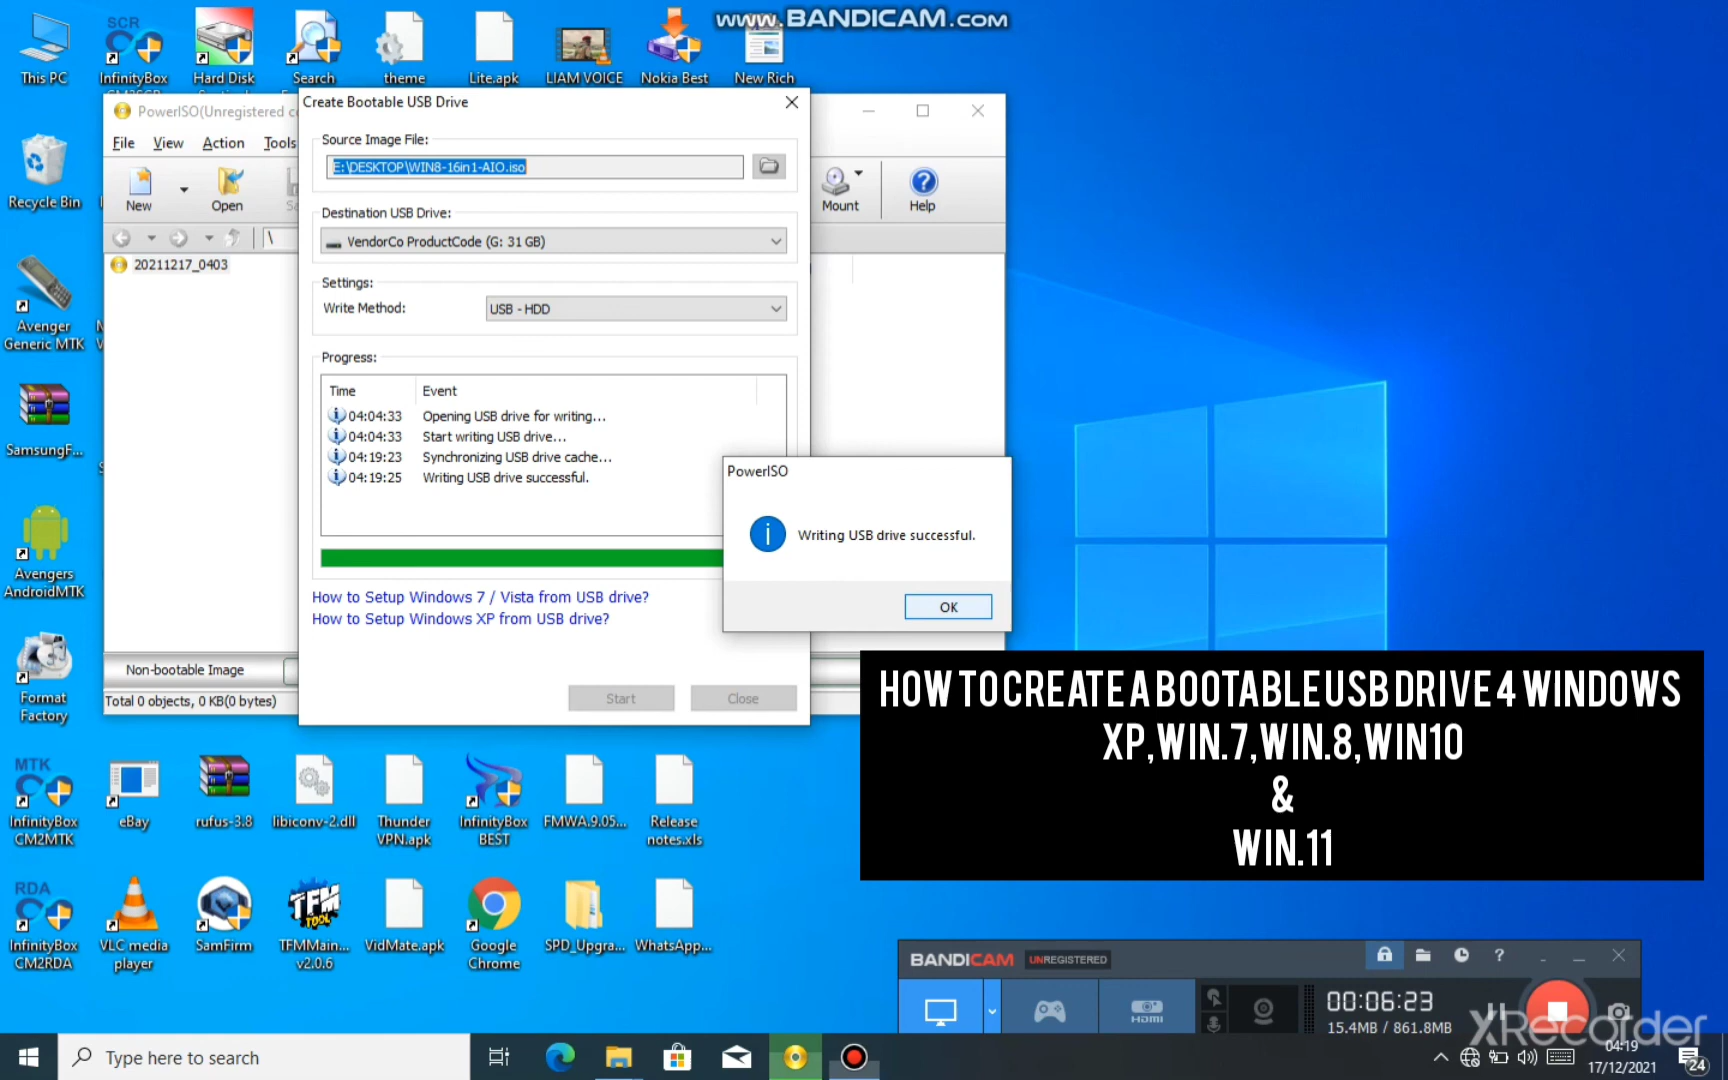 www.BANDICAM.com
SCR
This PC
InfinityBox
Hard Disk
Search
theme
Lite.apk
LIAM VOICE
Nokia Best
New Rich
PowerISO(Unregistered c
File View Action Tools
New
Open
Mount
Help
\
20211217_0403
Non-bootable Image
Total 0 objects, 0 KB(0 bytes)
Create Bootable USB Drive
Source Image File:
E:\DESKTOP\WIN8-16in1-AIO.iso
Destination USB Drive:
VendorCo ProductCode (G: 31 GB)
Settings:
Write Method:
USB - HDD
Progress:
Time Event
04:04:33 Opening USB drive for writing...
04:04:33 Start writing USB drive...
04:19:23 Synchronizing USB drive cache...
04:19:25 Writing USB drive successful.
How to Setup Windows 7 / Vista from USB drive?
How to Setup Windows XP from USB drive?
Start
Close
PowerISO
Writing USB drive successful.
OK
Recycle Bin
Avenger
Generic MTK
SamsungF...
Avengers
AndroidMTK
Format
Factory
HOW TO CREATE A BOOTABLE USB DRIVE 4 WINDOWS
XP,WIN.7,WIN.8,WIN10
&
WIN.11
MTK
InfinityBox
CM2MTK
eBay
rufus-3.8
libiconv-2.dll
Thunder
VPN.apk
InfinityBox
BEST
FMWA.9.05...
Release
notes.xls
RDA
InfinityBox
CM2RDA
VLC media
player
SamFirm
TFM
TOOL
TFMMain...
v2.0.6
VidMate.apk
Google
Chrome
SPD_Upgra...
WhatsApp...
BANDICAM UNREGISTERED
HDMI
00:06:23
15.4MB / 861.8MB
XRecorder
Type here to search
04:19
17/12/2021
24